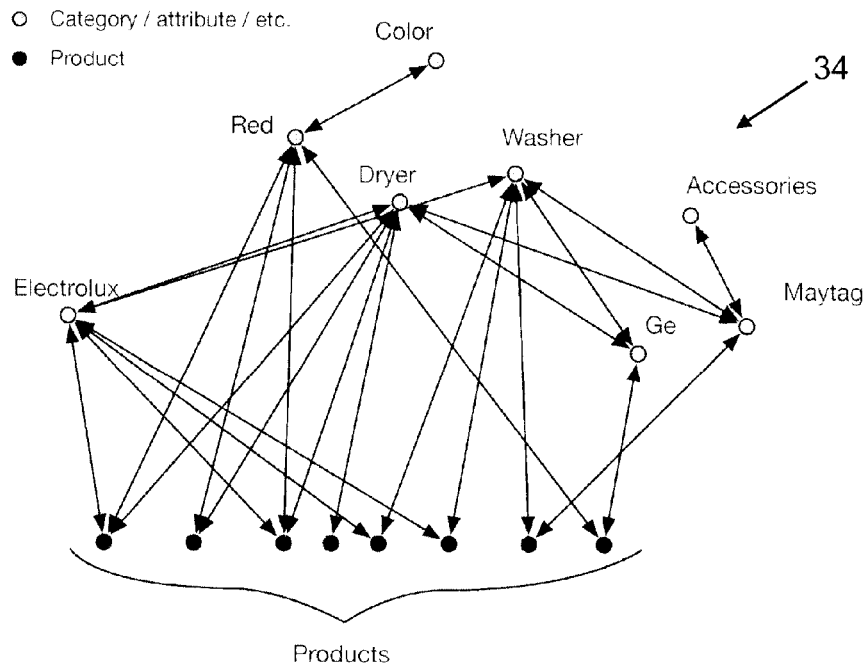 Category / attribute / etc.
Product
Color
34
Red
Washer
Dryer
Accessories
Electrolux
Maytag
Ge
Products